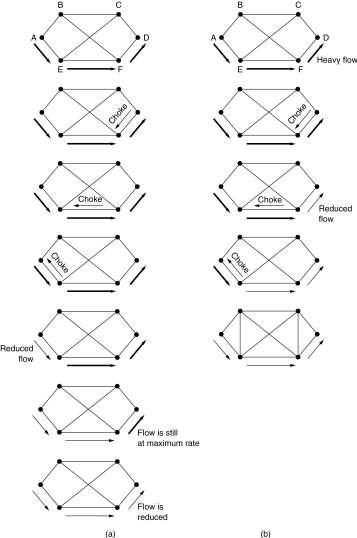 B C
A D
E F
B C
A D
E F
Heavy flow
Choke
Choke
Choke
Choke
Reduced
flow
Choke
Choke
Reduced
flow
Flow is still
at maximum rate
Flow is
reduced
(a) (b)